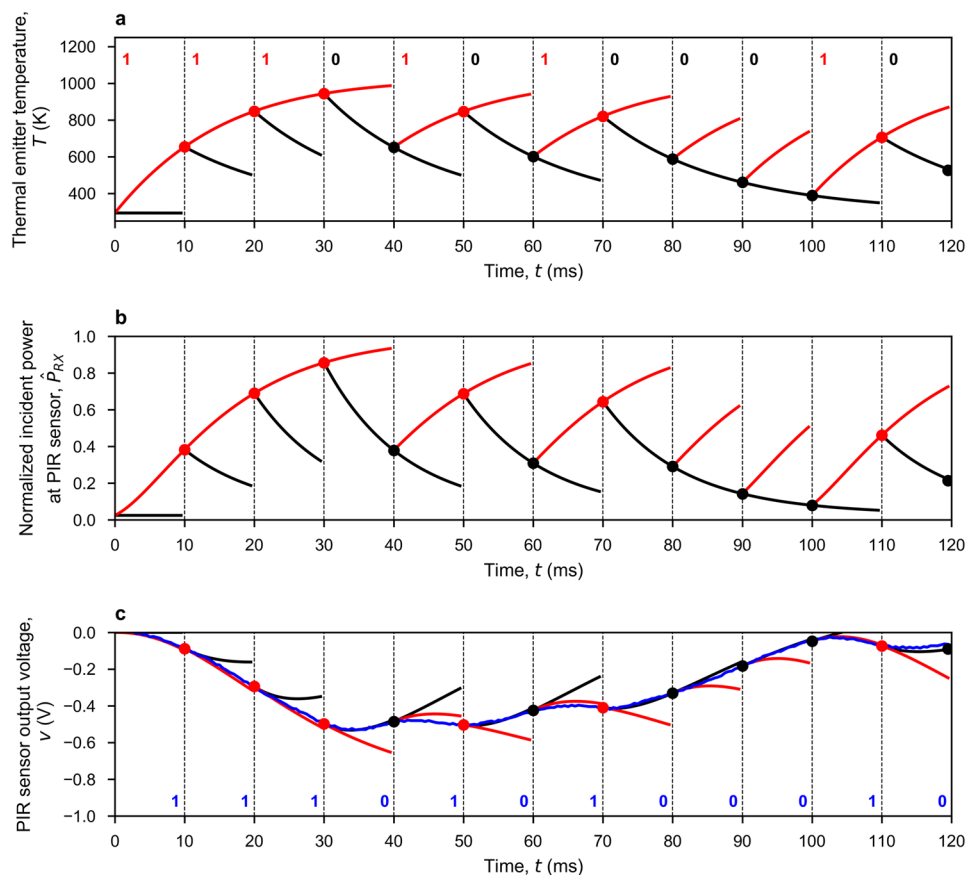 a
Thermal emitter temperature,
T (K)
1200
1000
800
600
400
1 1 1 0 1 0 1 0 0 0 1 0
0 10 20 30 40 50 60 70 80 90 100 110 120
Time, t (ms)
b
Normalized incident power
at PIR sensor, P̂RX
1.0
0.8
0.6
0.4
0.2
0.0
0 10 20 30 40 50 60 70 80 90 100 110 120
Time, t (ms)
c
PIR sensor output voltage,
v (V)
0.0
−0.2
−0.4
−0.6
−0.8
−1.0
1 1 1 0 1 0 1 0 0 0 1 0
0 10 20 30 40 50 60 70 80 90 100 110 120
Time, t (ms)